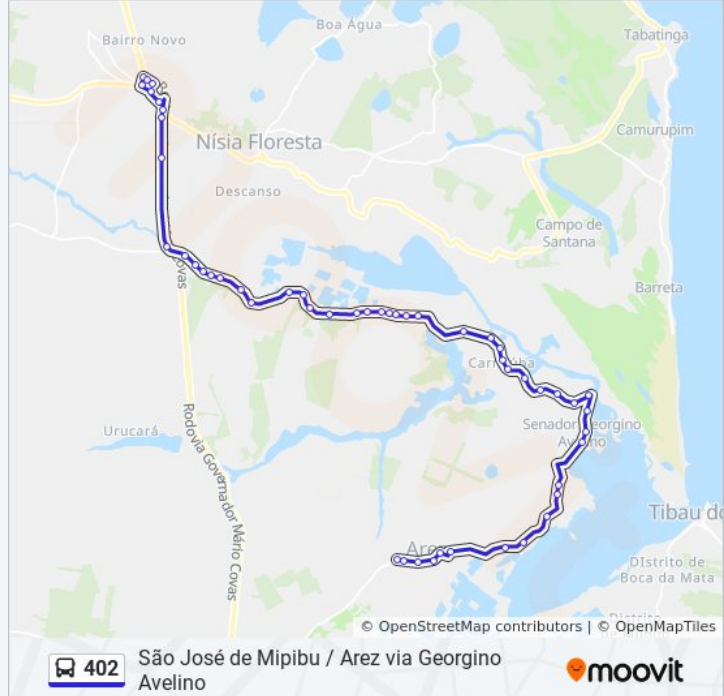 Bairro Novo
Boa Água
Tabatinga
Nísia Floresta
Camurupim
Descanso
Campo de
Santana
Covas
Barreta
Senador Georgino
Avelino
Urucará
Rodovia Governador Mário Covas
Arez
Tibau do
DIstrito de
Boca da Mata
© OpenStreetMap contributors | © OpenMapTiles
402
São José de Mipibu / Arez via Georgino
Avelino
moovit